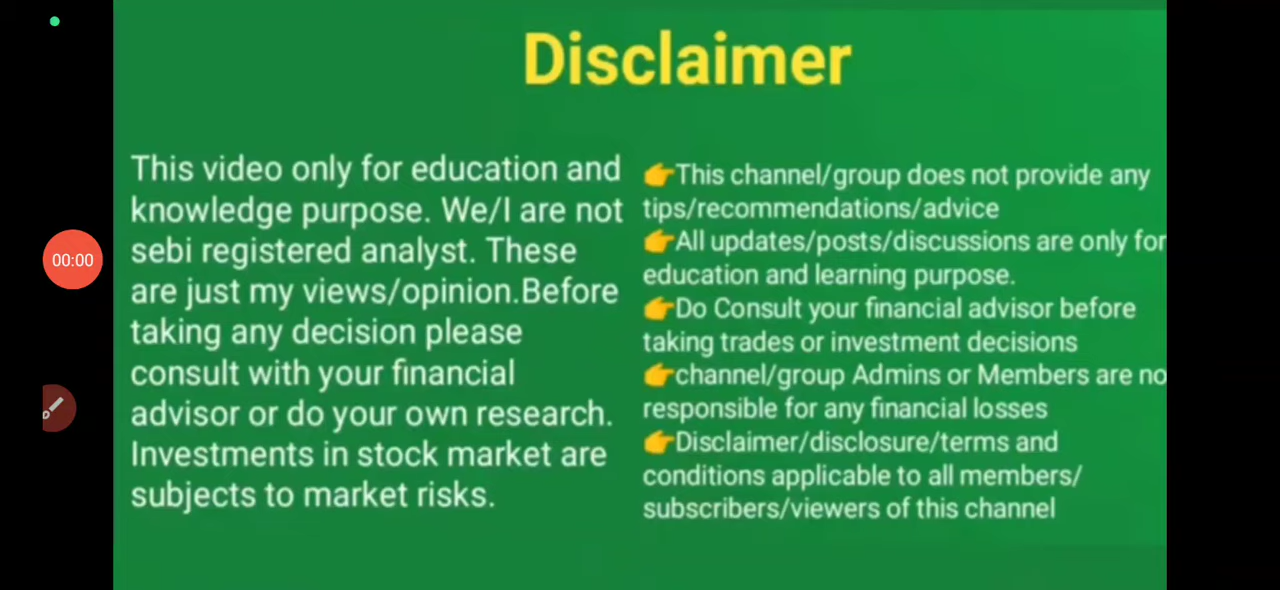 Disclaimer
This video only for education and
knowledge purpose. We/I are not
sebi registered analyst. These
are just my views/opinion.Before
taking any decision please
consult with your financial
advisor or do your own research.
Investments in stock market are
subjects to market risks.
👉This channel/group does not provide any
tips/recommendations/advice
👉All updates/posts/discussions are only for
education and learning purpose.
👉Do Consult your financial advisor before
taking trades or investment decisions
👉channel/group Admins or Members are no
responsible for any financial losses
👉Disclaimer/disclosure/terms and
conditions applicable to all members/
subscribers/viewers of this channel
00:00